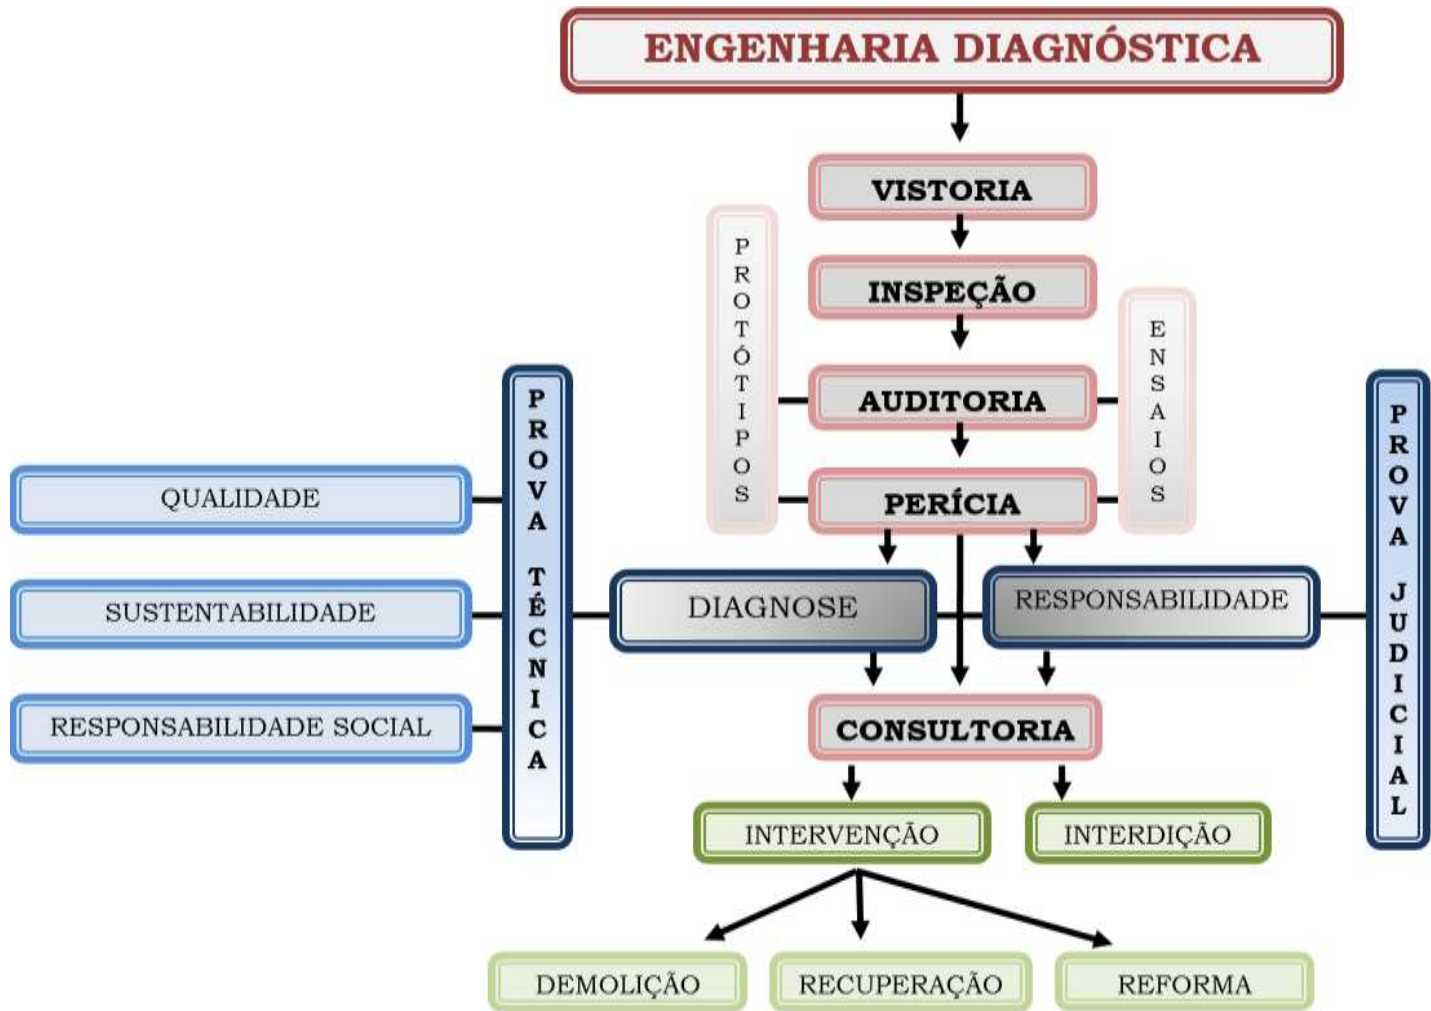 ENGENHARIA DIAGNÓSTICA
VISTORIA
PROTÓTIPOS
INSPEÇÃO
ENSAIOS
AUDITORIA
PERÍCIA
PROVA TÉCNICA
PROVA JUDICIAL
QUALIDADE
SUSTENTABILIDADE
RESPONSABILIDADE SOCIAL
DIAGNOSE
RESPONSABILIDADE
CONSULTORIA
INTERVENÇÃO
INTERDIÇÃO
DEMOLIÇÃO
RECUPERAÇÃO
REFORMA